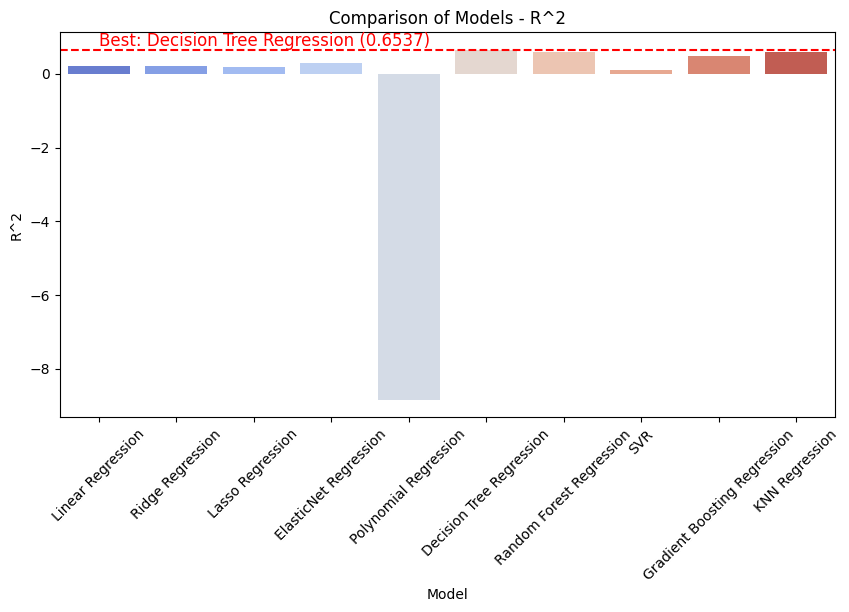 Comparison of Models - R^2
Best: Decision Tree Regression (0.6537)
0
−2
−4
−6
−8
R^2
Linear Regression
Ridge Regression
Lasso Regression
ElasticNet Regression
Polynomial Regression
Decision Tree Regression
Random Forest Regression
SVR
Gradient Boosting Regression
KNN Regression
Model